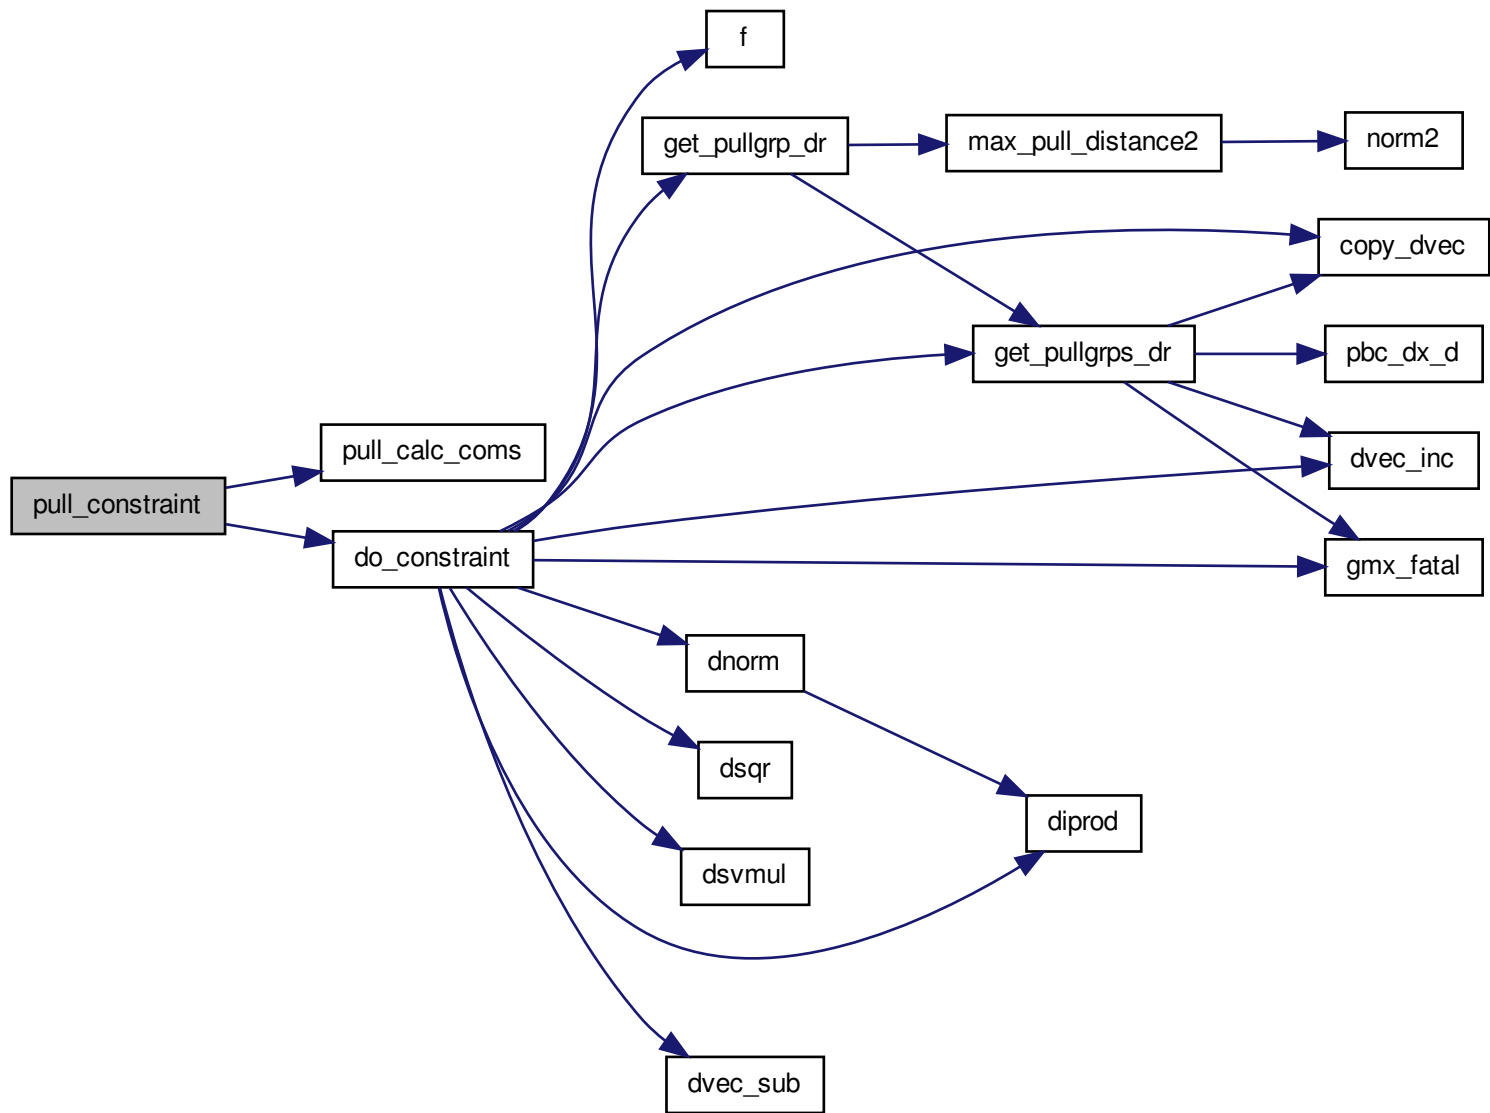 f
get_pullgrp_dr
max_pull_distance2
norm2
copy_dvec
get_pullgrps_dr
pbc_dx_d
pull_calc_coms
dvec_inc
pull_constraint
do_constraint
gmx_fatal
dnorm
dsqr
diprod
dsvmul
dvec_sub